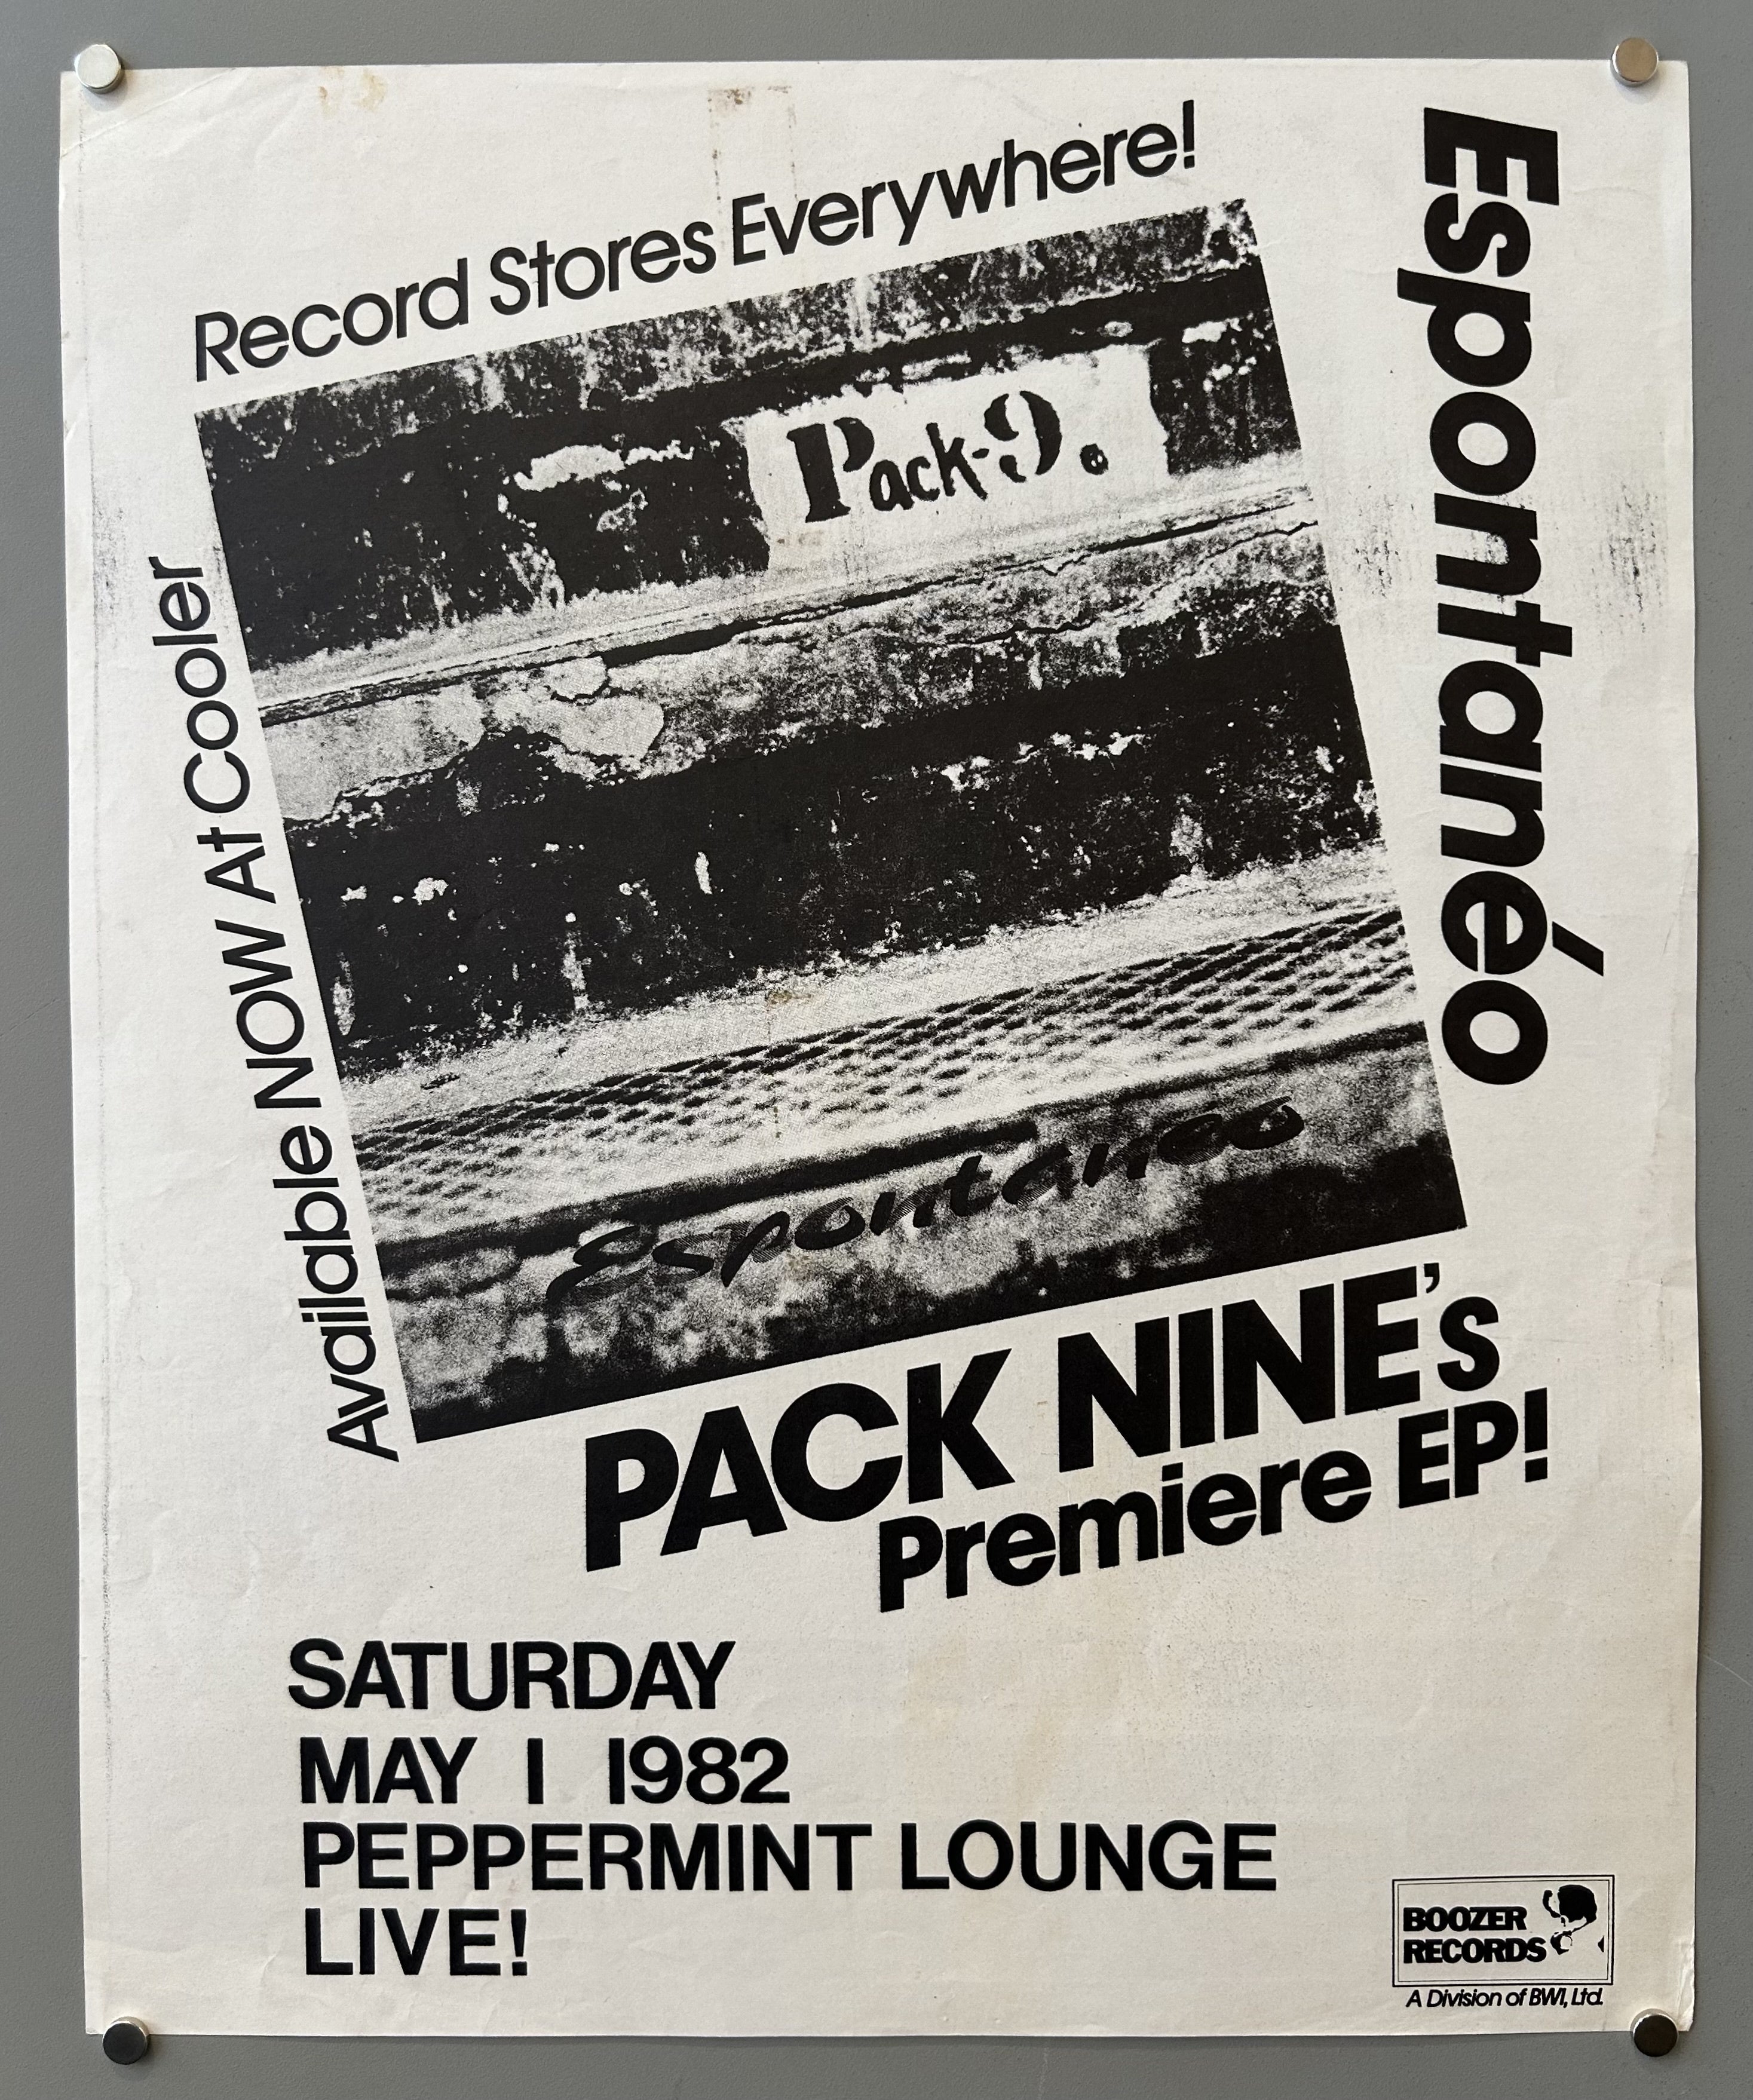 Available NOW At Cooler
Record Stores Everywhere!
Espontanéo
Pack-9.
Espontaneo
PACK NINE's
Premiere EP!
SATURDAY
MAY 1 1982
PEPPERMINT LOUNGE
LIVE!
BOOZER
RECORDS
A Division of BWI, Ltd.